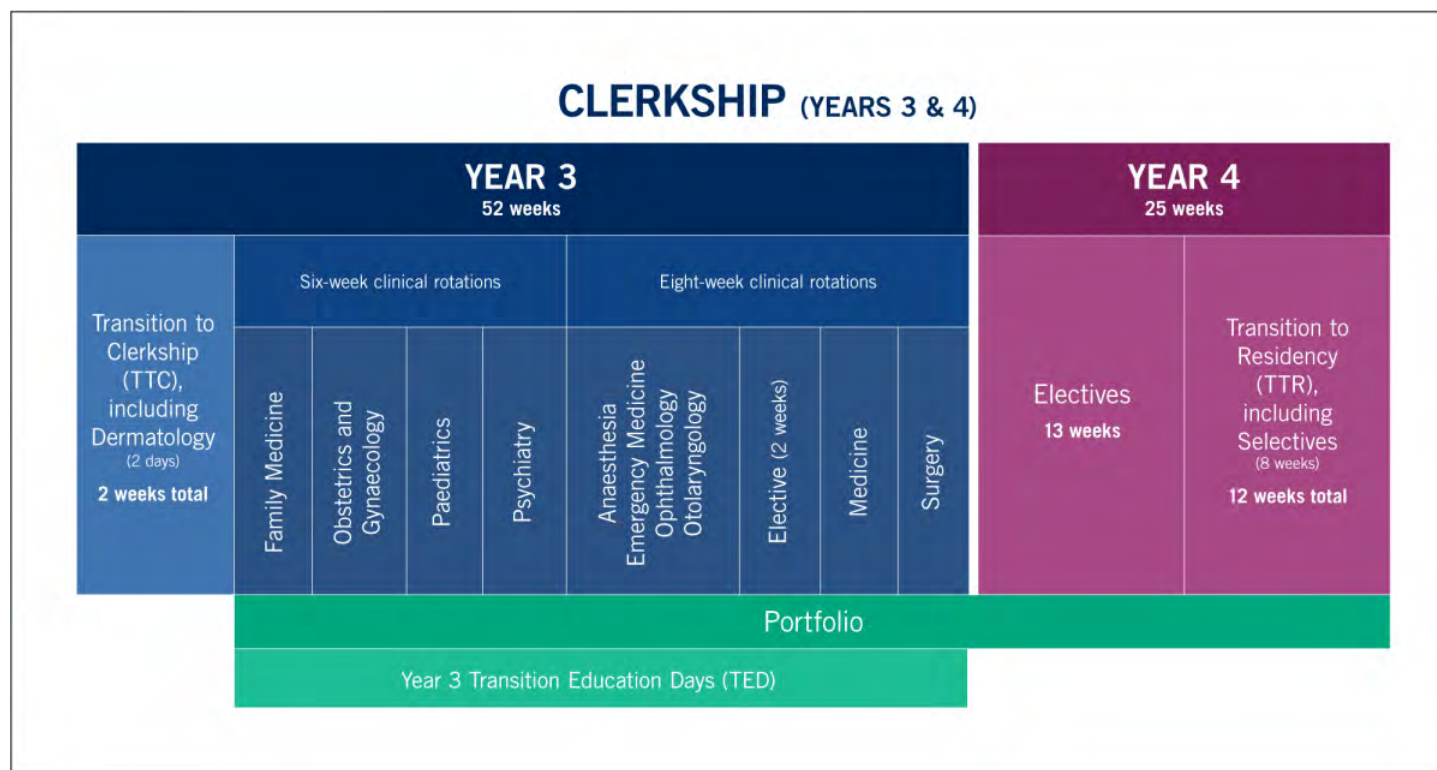 CLERKSHIP (YEARS 3 & 4)
YEAR 3
52 weeks
YEAR 4
25 weeks
Transition to
Clerkship
(TTC),
including
Dermatology
(2 days)
2 weeks total
Six-week clinical rotations
Eight-week clinical rotations
Family Medicine
Obstetrics and
Gynaecology
Paediatrics
Psychiatry
Anaesthesia
Emergency Medicine
Ophthalmology
Otolaryngology
Elective (2 weeks)
Medicine
Surgery
Electives
13 weeks
Transition to
Residency
(TTR),
including
Selectives
(8 weeks)
12 weeks total
Portfolio
Year 3 Transition Education Days (TED)